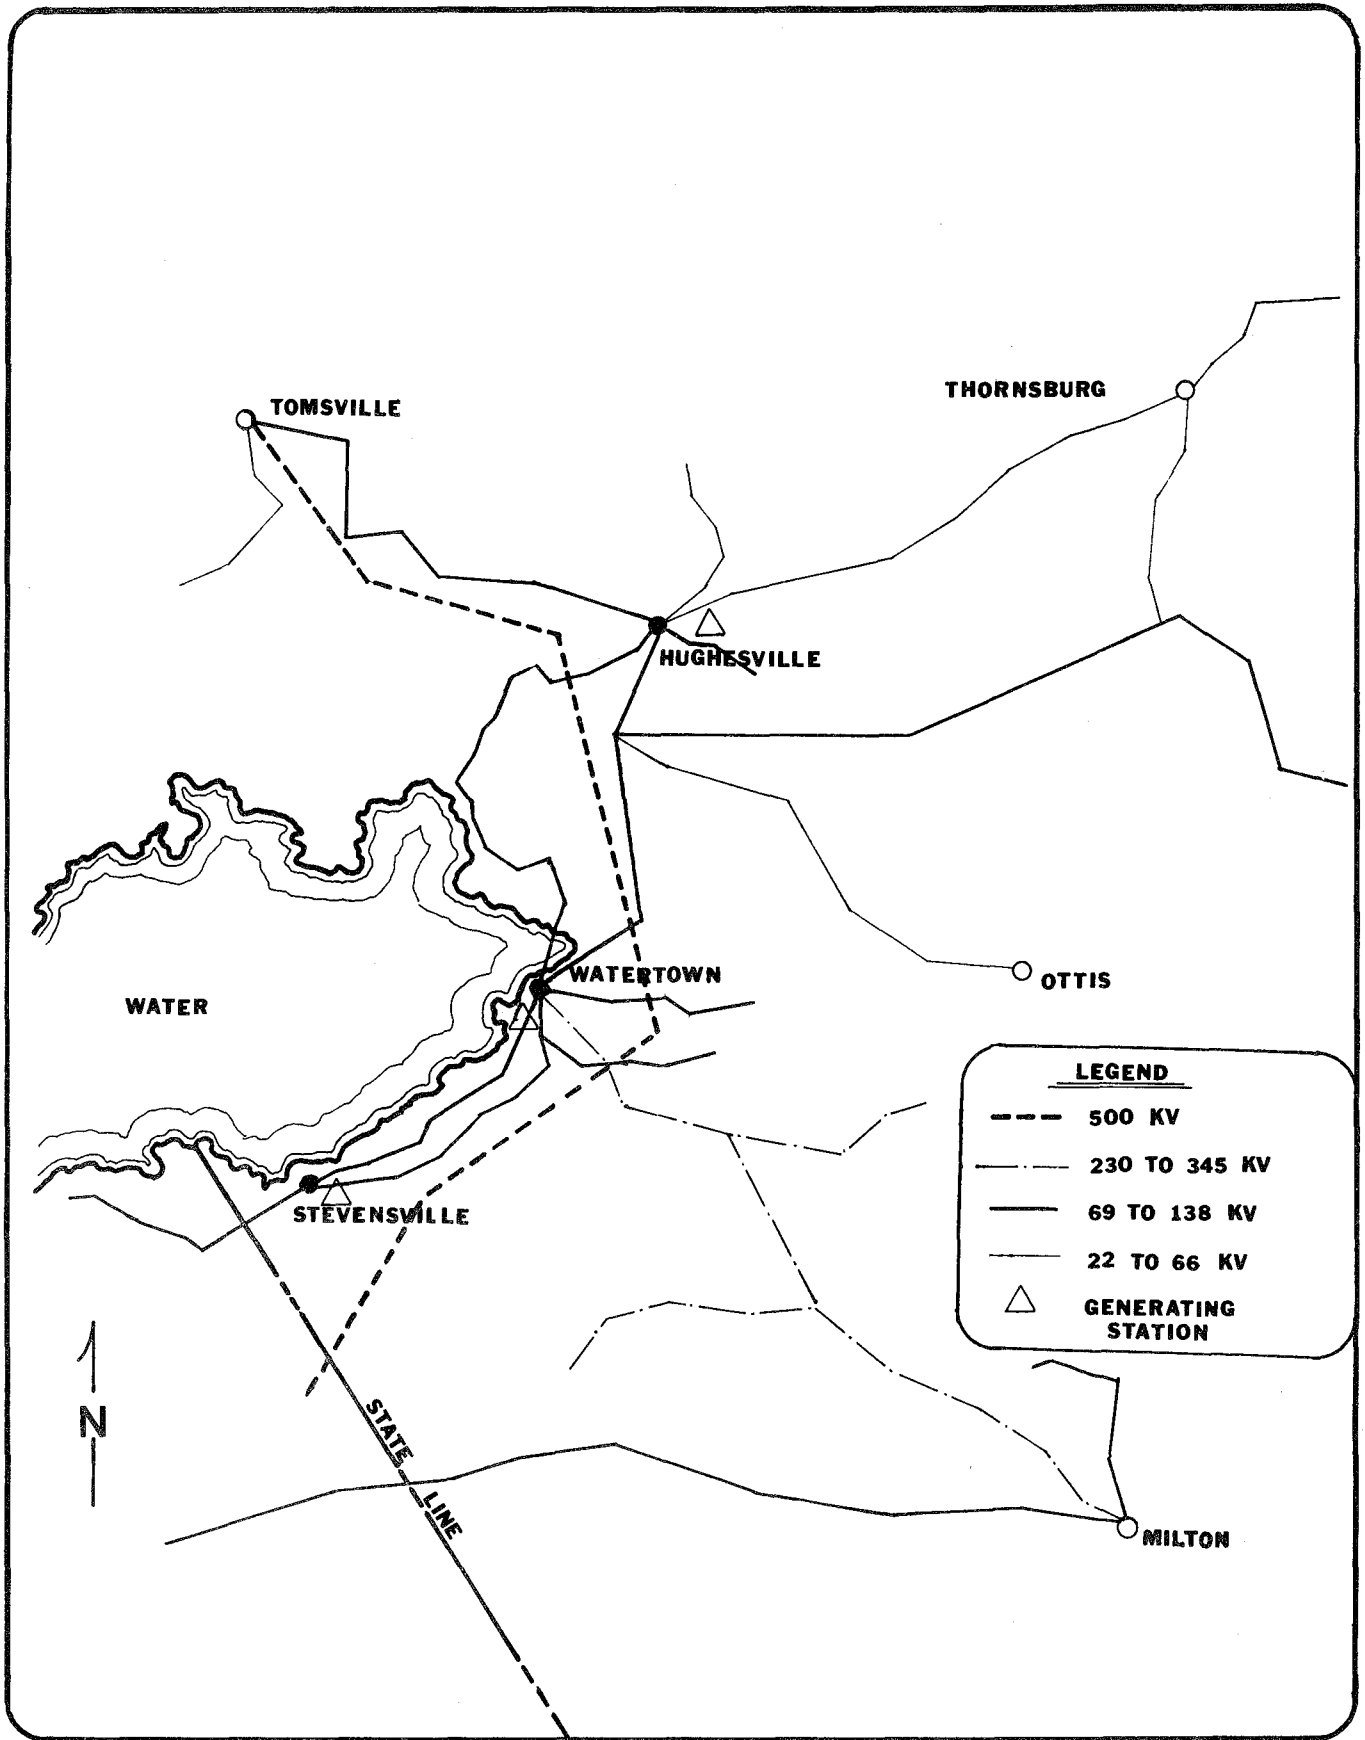 THORNSBURG
TOMSVILLE
HUGHESVILLE
WATERTOWN
OTTIS
WATER
LEGEND
500 KV
230 TO 345 KV
69 TO 138 KV
22 TO 66 KV
GENERATING
STATION
STEVENSVILLE
N
STATE LINE
MILTON